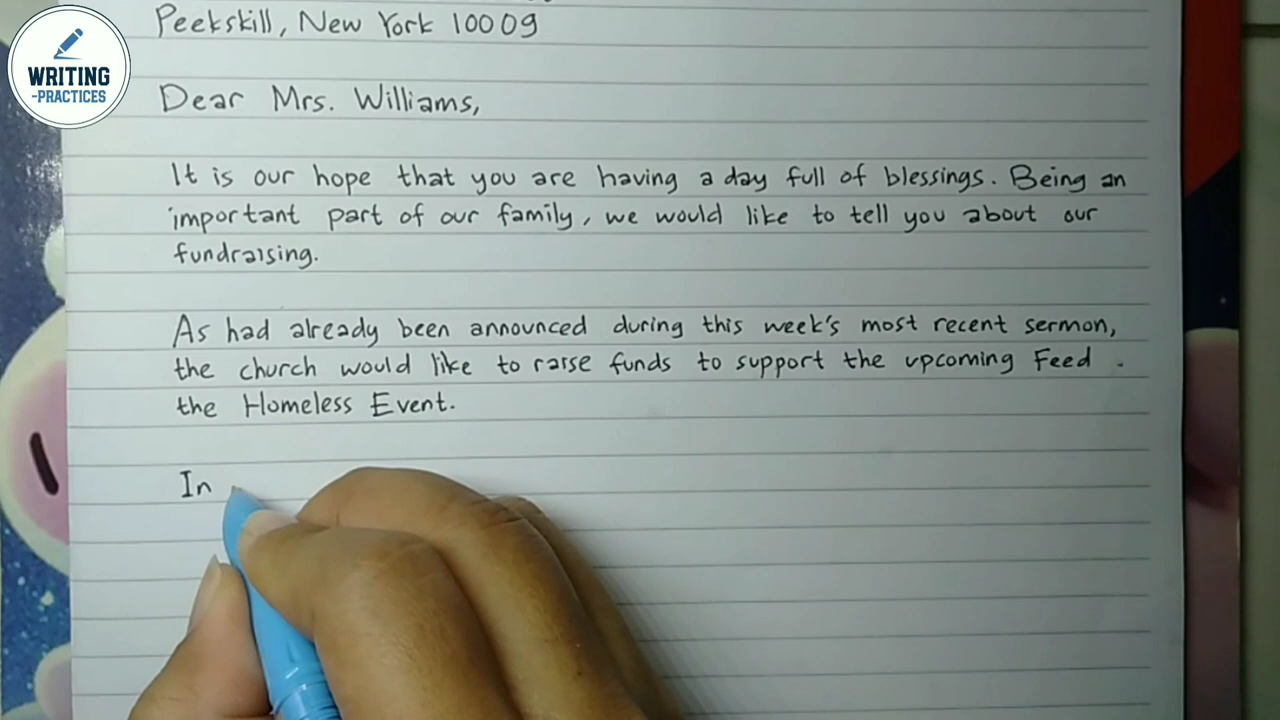 WRITING
-PRACTICES
Peekskill, New York 10009
Dear Mrs. Williams,
It is our hope that you are having a day full of blessings. Being an
important part of our family, we would like to tell you about our
fundraising.
As had already been announced during this week's most recent sermon,
the church would like to raise funds to support the upcoming Feed
the Homeless Event.
In